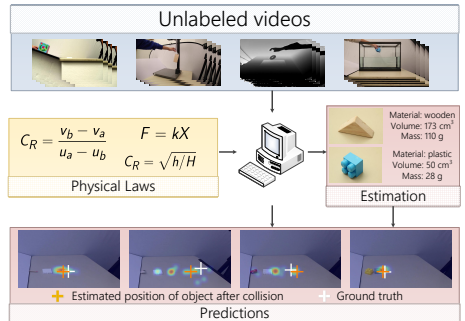 Unlabeled videos
C_R = (v_b − v_a) / (u_a − u_b)
F = kX
C_R = √h/H
Physical Laws
Material: wooden
Volume: 173 cm³
Mass: 110 g
Material: plastic
Volume: 50 cm³
Mass: 28 g
Estimation
Estimated position of object after collision
Ground truth
Predictions